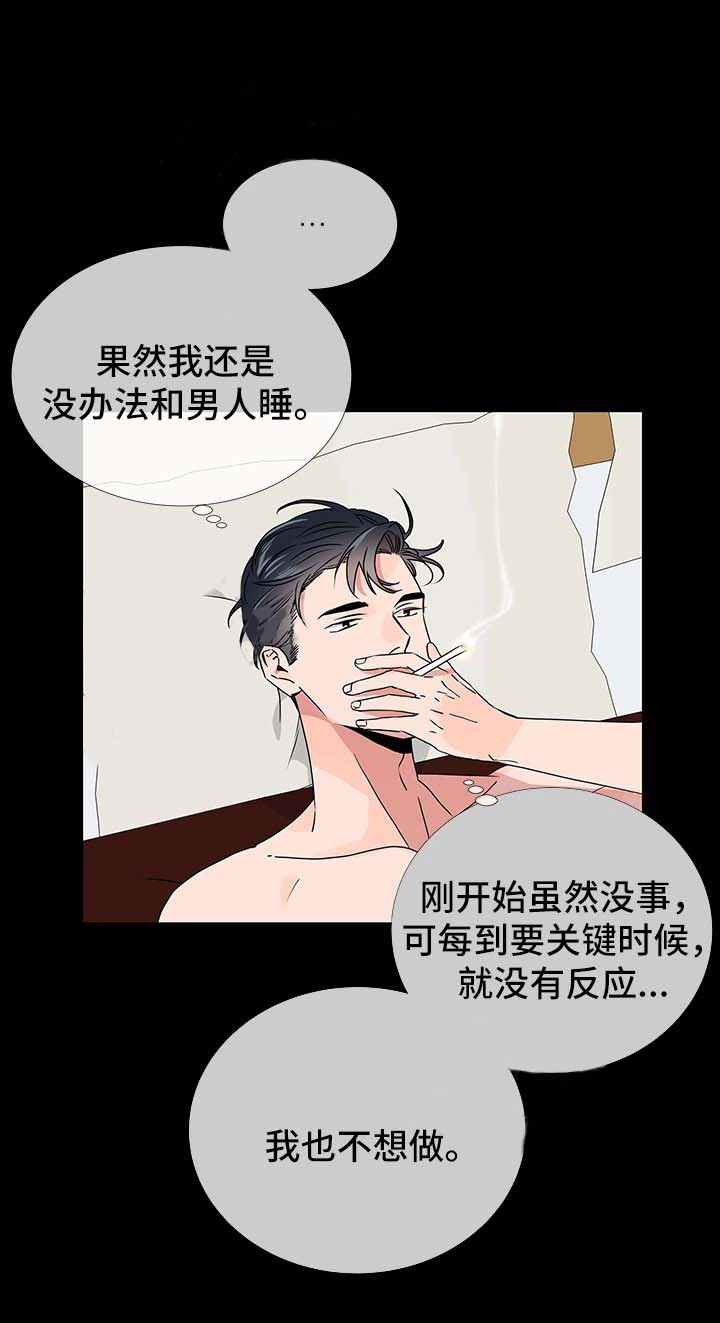 …
果然我还是
没办法和男人睡。
刚开始虽然没事，
可每到要关键时候，
就没有反应...
我也不想做。